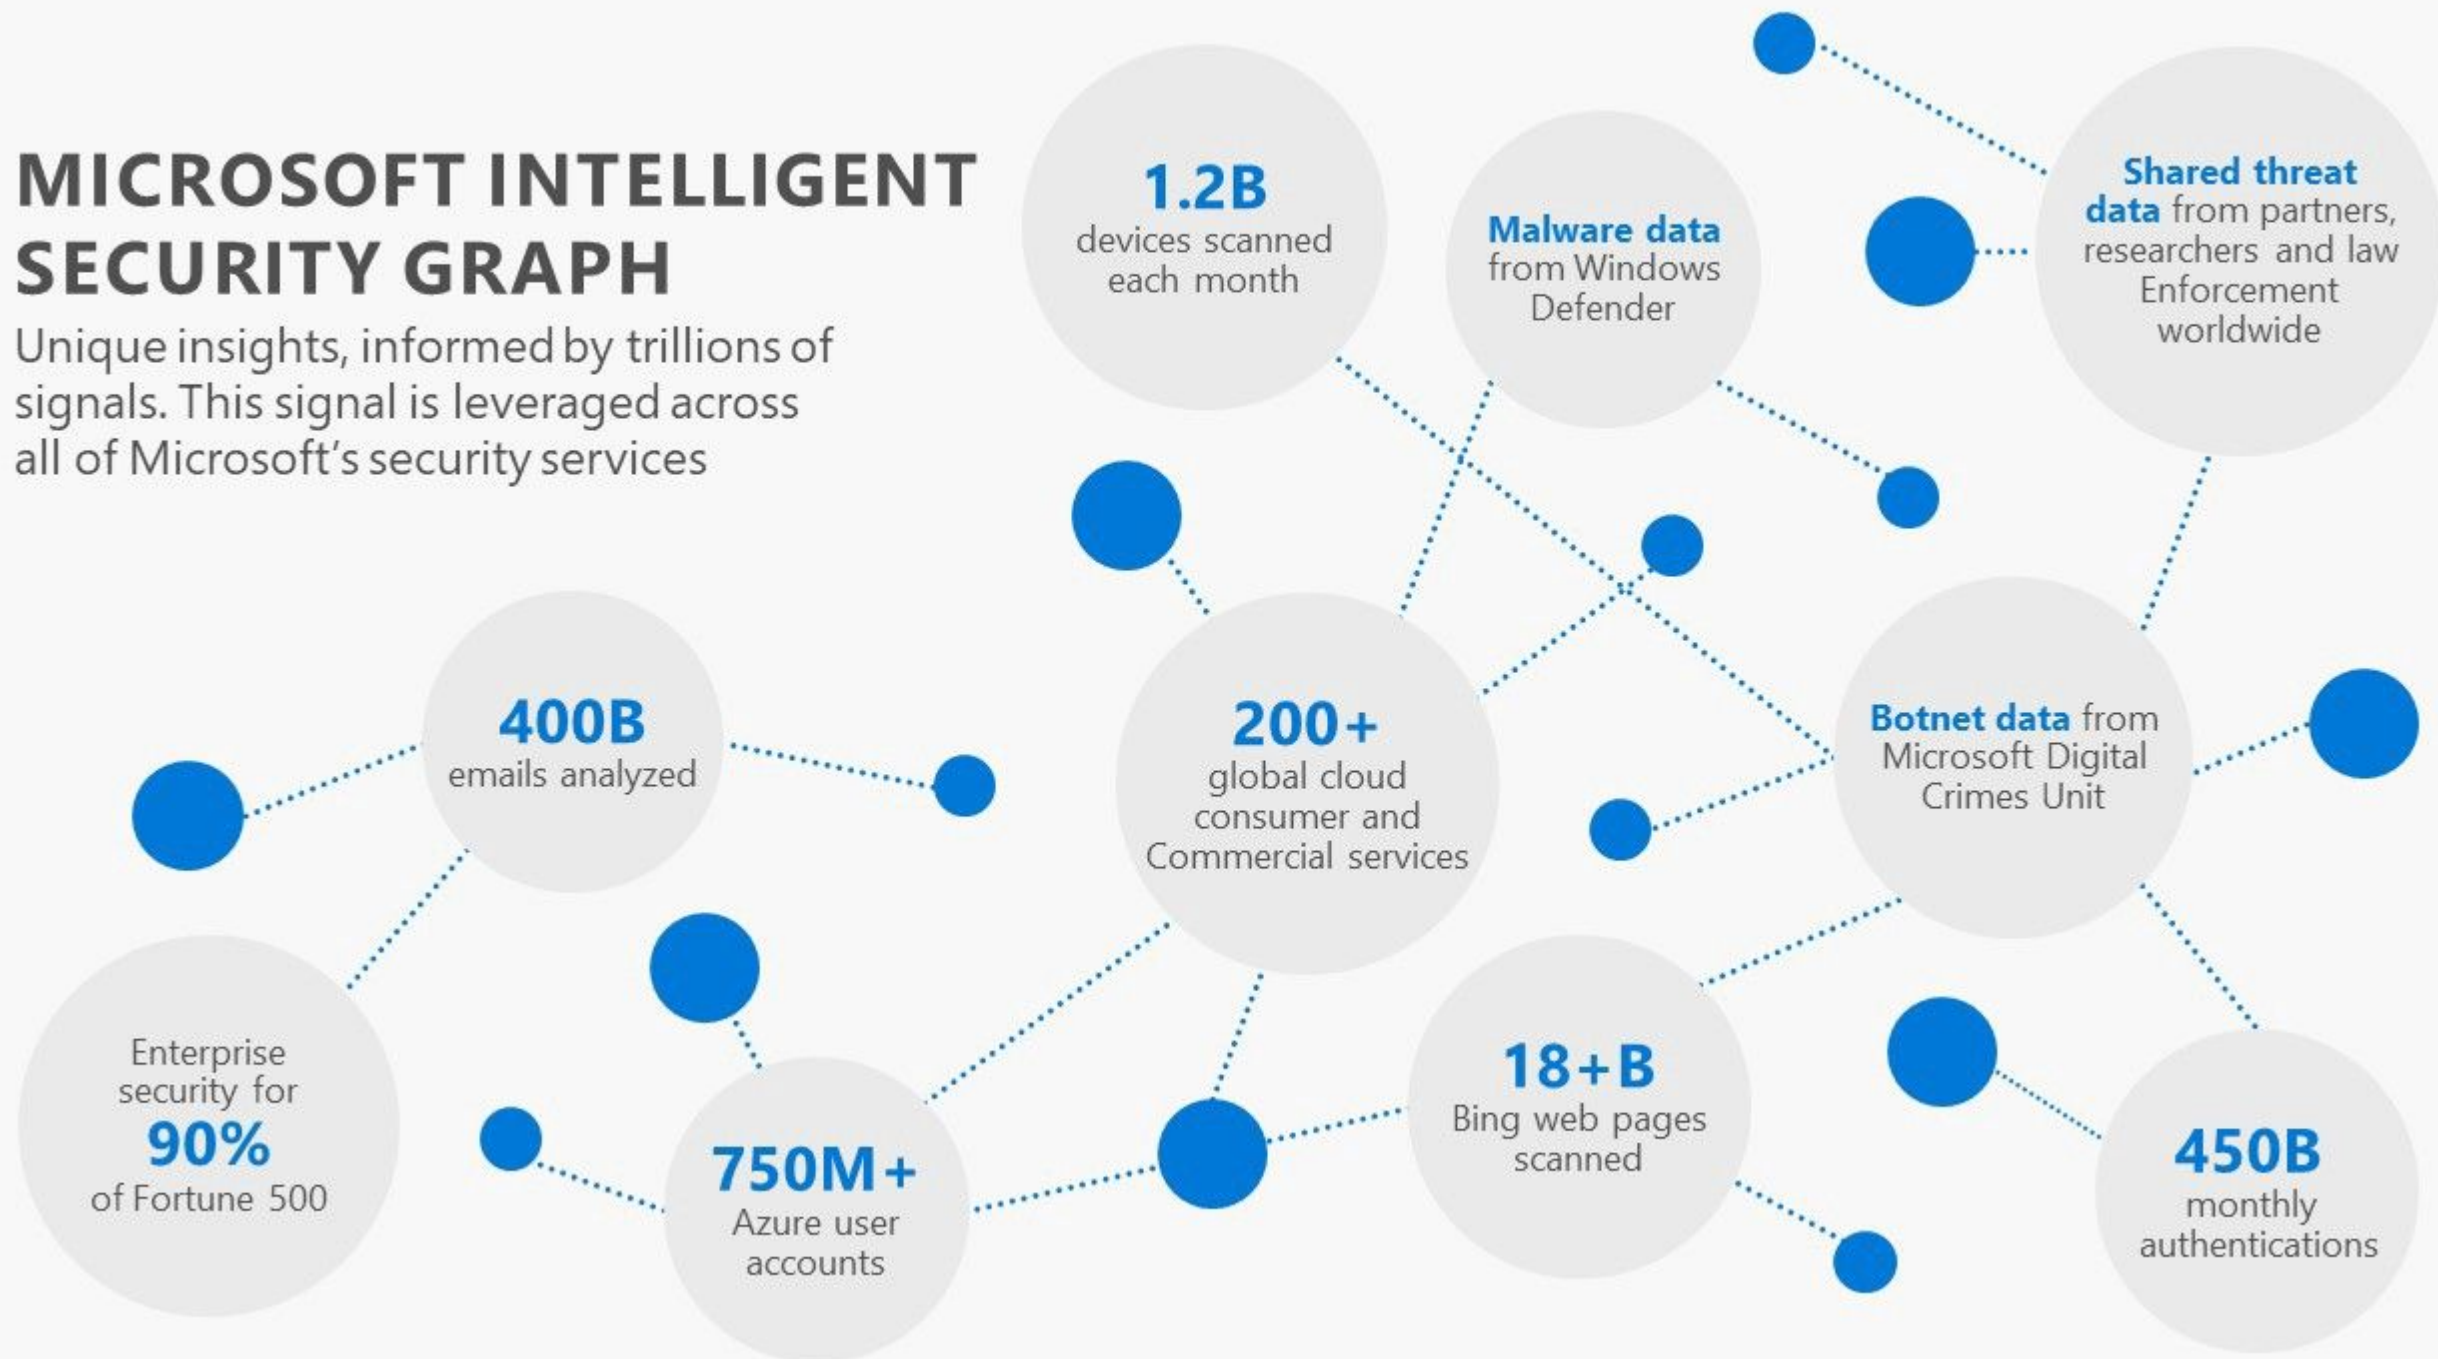 MICROSOFT INTELLIGENT
SECURITY GRAPH
Unique insights, informed by trillions of
signals. This signal is leveraged across
all of Microsoft's security services
1.2B
devices scanned
each month
Malware data
from Windows
Defender
Shared threat
data from partners,
researchers and law
Enforcement
worldwide
400B
emails analyzed
200+
global cloud
consumer and
Commercial services
Botnet data from
Microsoft Digital
Crimes Unit
Enterprise
security for
90%
of Fortune 500
750M+
Azure user
accounts
18+B
Bing web pages
scanned
450B
monthly
authentications